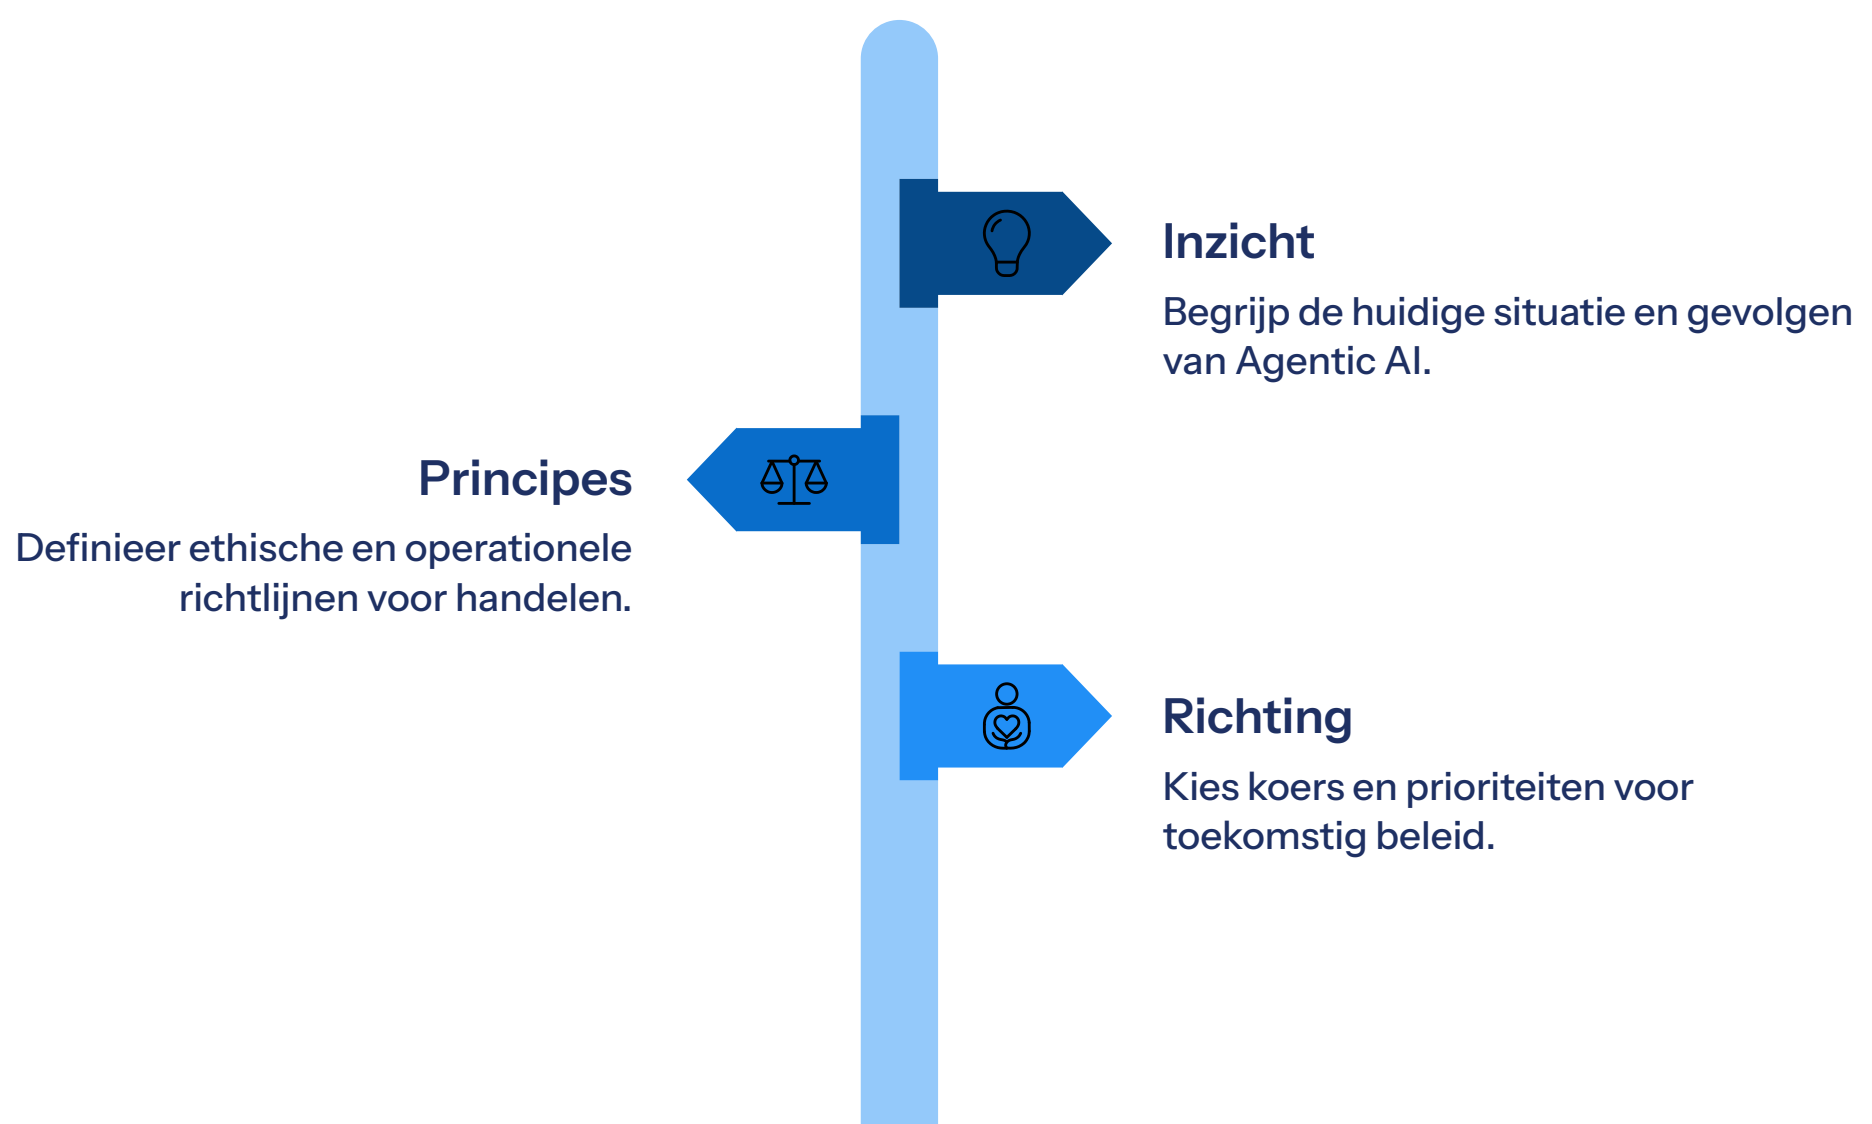 Inzicht
Begrijp de huidige situatie en gevolgen
van Agentic AI.
Principes
Definieer ethische en operationele
richtlijnen voor handelen.
Richting
Kies koers en prioriteiten voor
toekomstig beleid.